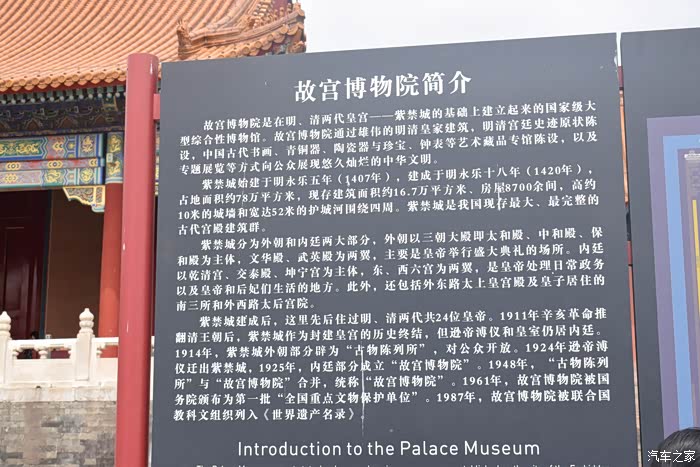 故宫博物院简介
故宫博物院是在明、清两代皇宫——紫禁城的基础上建立起来的国家级大
型综合性博物馆。故宫博物院通过雄伟的明清皇家建筑，明清宫廷史迹原状陈
设，中国古代书画、青铜器、陶瓷器与珍宝、钟表等艺术藏品专馆陈设，以及
专题展览等方式向公众展现悠久灿烂的中华文明。
紫禁城始建于明永乐五年（1407年），建成于明永乐十八年（1420年），
占地面积约78万平方米，现存建筑面积约16.7万平方米、房屋8700余间，高约
10米的城墙和宽达52米的护城河围绕四周。紫禁城是我国现存最大、最完整的
古代宫殿建筑群。
紫禁城分为外朝和内廷两大部分，外朝以三朝大殿即太和殿、中和殿、保
和殿为主体，文华殿、武英殿为两翼，主要是皇帝举行盛大典礼的场所。内廷
以乾清宫、交泰殿、坤宁宫为主体，东、西六宫为两翼，是皇帝处理日常政务
以及皇帝和后妃们生活的地方。此外，还包括外东路太上皇宫殿及皇子居住的
南三所和外西路太后宫院。
紫禁城建成后，这里先后住过明、清两代共24位皇帝。1911年辛亥革命推
翻清王朝后，紫禁城作为封建皇宫的历史终结，但逊帝溥仪和皇室仍居内廷。
1914年，紫禁城外朝部分辟为“古物陈列所”，对公众开放。1924年逊帝溥
仪迁出紫禁城，1925年，内廷部分成立“故宫博物院”。1948年，“古物陈列
所”与“故宫博物院”合并，统称“故宫博物院”。1961年，故宫博物院被国
务院颁布为第一批“全国重点文物保护单位”。1987年，故宫博物院被联合国
教科文组织列入《世界遗产名录》。
Introduction to the Palace Museum
汽车之家